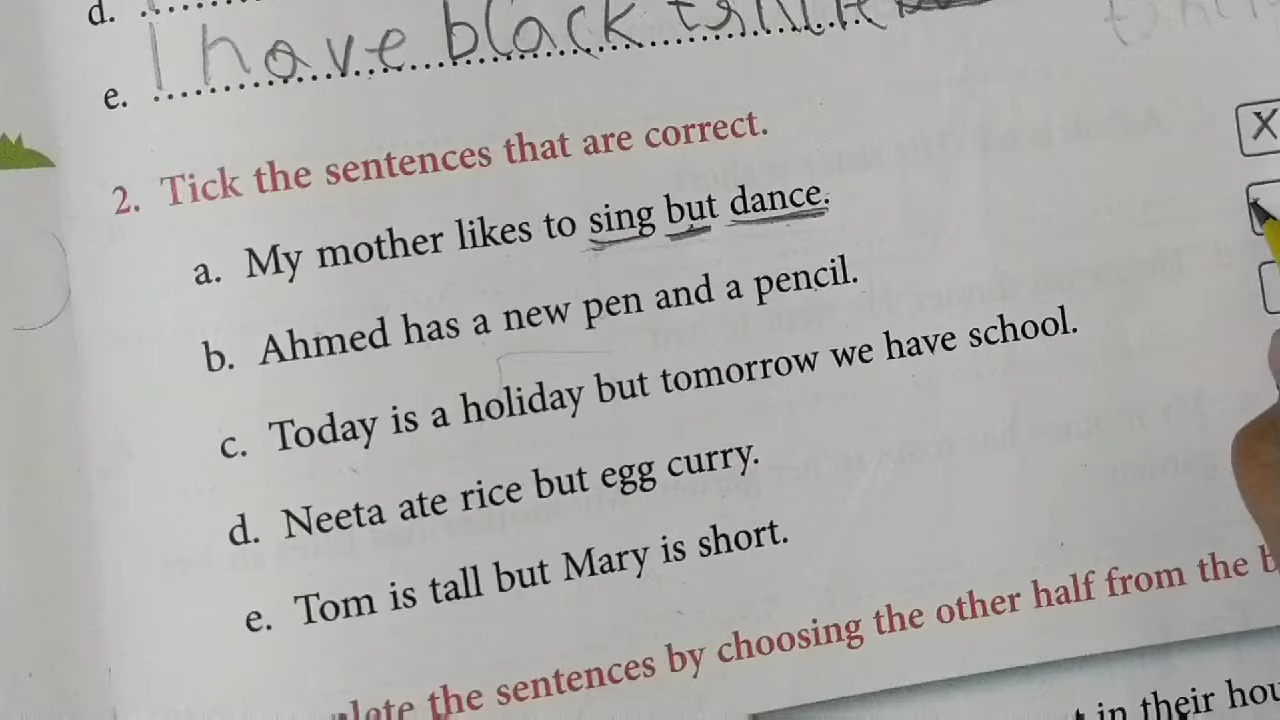 d.
I have black
e.
2. Tick the sentences that are correct.
X
a. My mother likes to sing but dance.
b. Ahmed has a new pen and a pencil.
c. Today is a holiday but tomorrow we have school.
d. Neeta ate rice but egg curry.
e. Tom is tall but Mary is short.
the sentences by choosing the other half from the
in their